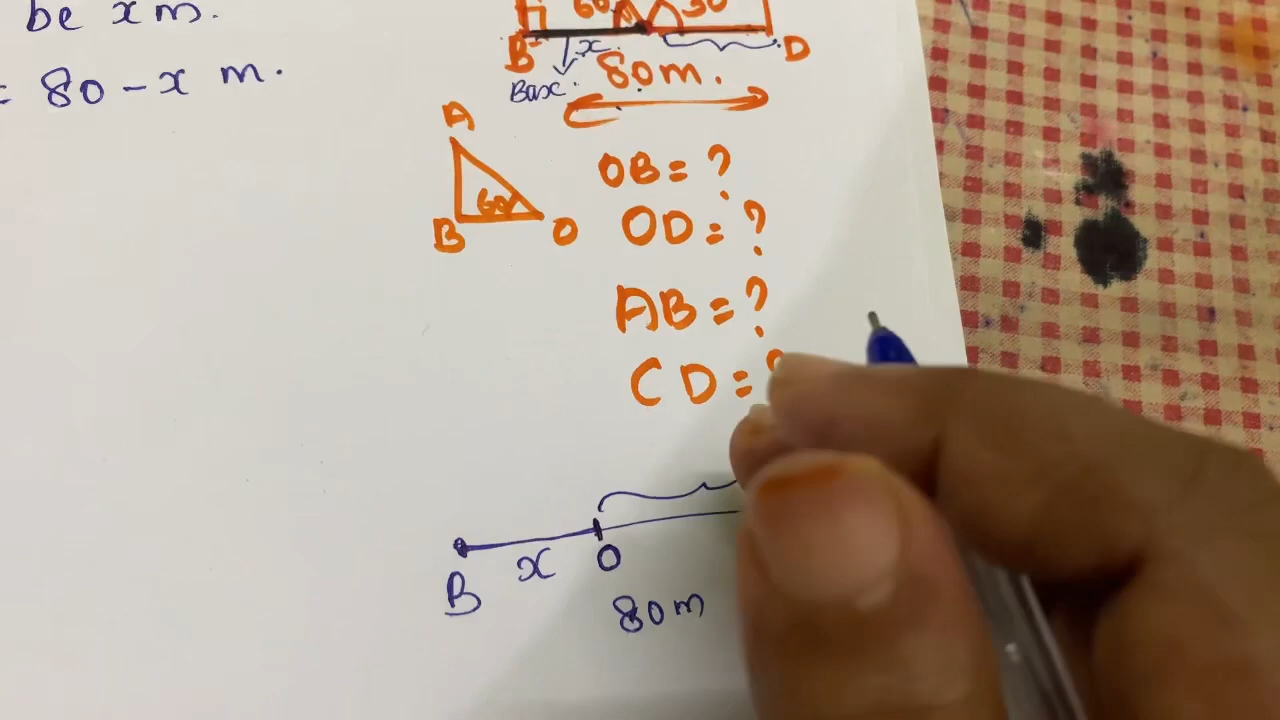 be x m.
= 80 - x m.
60 30
B x. D
80m.
Base.
A
60
B O
OB = ?
OD = ?
AB = ?
CD = ?
x O
B
80m